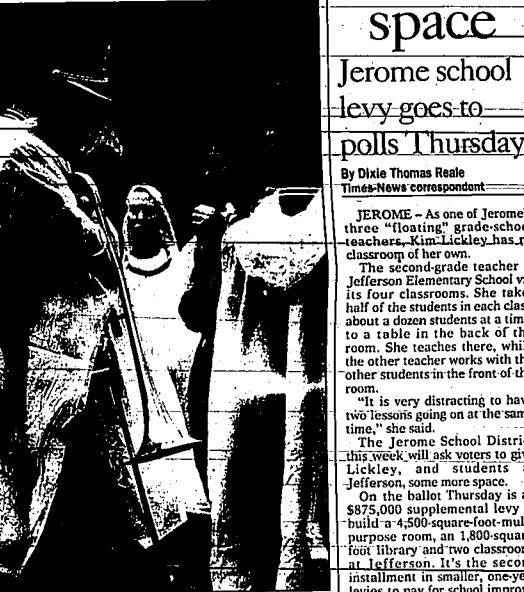 space
Jerome school
levy goes to
polls Thursday
By Dixie Thomas Reale
Times-News correspondent
JEROME – As one of Jerome'
three "floating" grade-schoo
teachers, Kim Lickley has n
classroom of her own.
The second-grade teacher
Jefferson Elementary School v
its four classrooms. She take
half of the students in each clas
about a dozen students at a tim
to a table in the back of th
room. She teaches there, whi
the other teacher works with th
other students in the front of th
room.
"It is very distracting to hav
two lessons going on at the sam
time," she said.
The Jerome School Distri
this week will ask voters to giv
Lickley, and students
Jefferson, some more space.
On the ballot Thursday is a
$875,000 supplemental levy
build a 4,500-square-foot mul
purpose room, an 1,800-squar
foot library and two classroom
at Jefferson. It's the secon
installment in smaller, one-ye
levies to pay for school improv